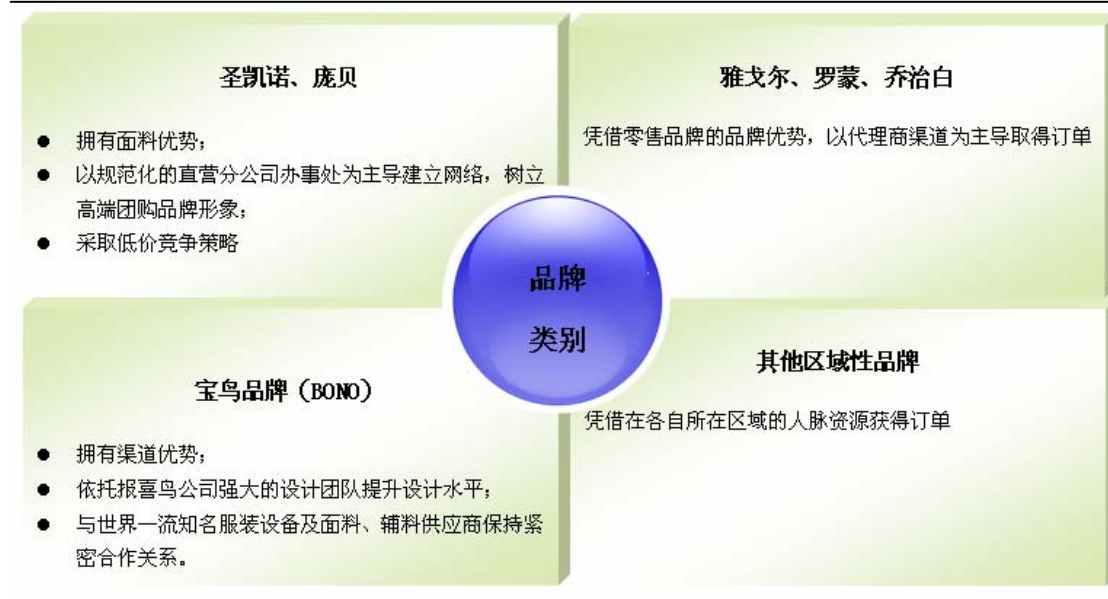 圣凯诺、庞贝
● 拥有面料优势；
● 以规范化的直营分公司办事处为主导建立网络，树立
高端团购品牌形象；
● 采取低价竞争策略
雅戈尔、罗蒙、乔治白
凭借零售品牌的品牌优势，以代理商渠道为主导取得订单
品牌
类别
宝鸟品牌（BONO）
● 拥有渠道优势；
● 依托报喜鸟公司强大的设计团队提升设计水平；
● 与世界一流知名服装设备及面料、辅料供应商保持紧
密合作关系。
其他区域性品牌
凭借在各自所在区域的人脉资源获得订单